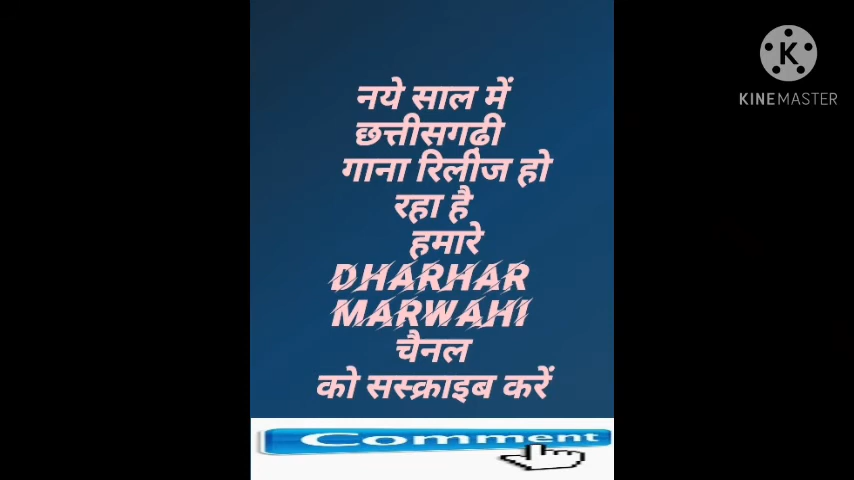 नये साल में
छत्तीसगढ़ी
गाना रिलीज हो
रहा है
हमारे
DHARHAR
MARWAHI
चैनल
को सस्क्राइब करें
Comment
K
KINEMASTER